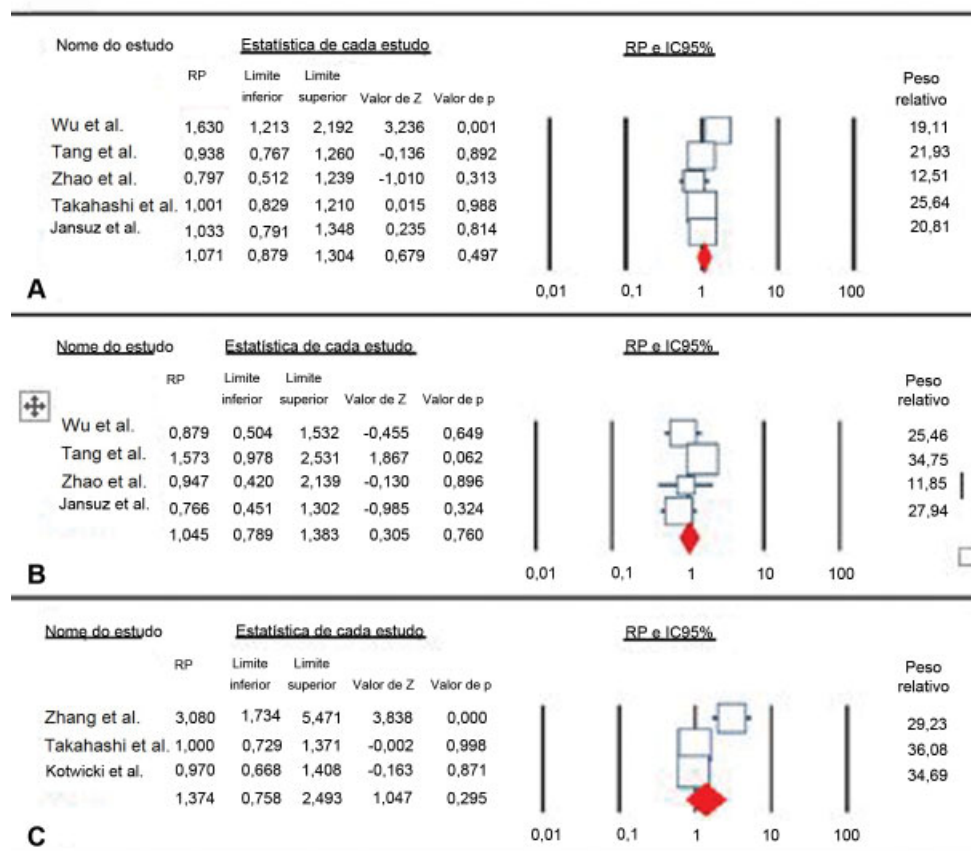 Nome do estudo Estatística de cada estudo RP e IC95%
RP Limite inferior Limite superior Valor de Z Valor de p Peso relativo
Wu et al. 1,630 1,213 2,192 3,236 0,001 19,11
Tang et al. 0,938 0,767 1,260 -0,136 0,892 21,93
Zhao et al. 0,797 0,512 1,239 -1,010 0,313 12,51
Takahashi et al. 1,001 0,829 1,210 0,015 0,988 25,64
Jansuz et al. 1,033 0,791 1,348 0,235 0,814 20,81
1,071 0,879 1,304 0,679 0,497
A 0,01 0,1 1 10 100
Nome do estudo Estatística de cada estudo RP e IC95%
RP Limite inferior Limite superior Valor de Z Valor de p Peso relativo
Wu et al. 0,879 0,504 1,532 -0,455 0,649 25,46
Tang et al. 1,573 0,978 2,531 1,867 0,062 34,75
Zhao et al. 0,947 0,420 2,139 -0,130 0,896 11,85
Jansuz et al. 0,766 0,451 1,302 -0,985 0,324 27,94
1,045 0,789 1,383 0,305 0,760
B 0,01 0,1 1 10 100
Nome do estudo Estatística de cada estudo RP e IC95%
RP Limite inferior Limite superior Valor de Z Valor de p Peso relativo
Zhang et al. 3,080 1,734 5,471 3,838 0,000 29,23
Takahashi et al. 1,000 0,729 1,371 -0,002 0,998 36,08
Kotwicki et al. 0,970 0,668 1,408 -0,163 0,871 34,69
1,374 0,758 2,493 1,047 0,295
C 0,01 0,1 1 10 100